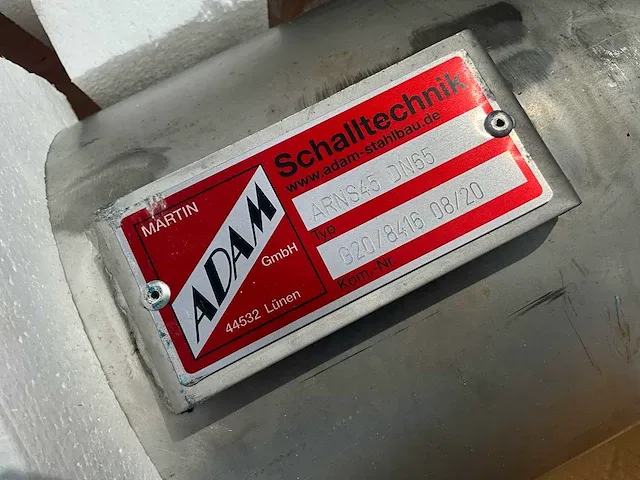 MARTIN
ADAM
GmbH
44532 Lünen
Schalltechnik
www.adam-stahlbau.de
ARNS45 DN65
Typ
G20/8416 08/20
Kom.-Nr.